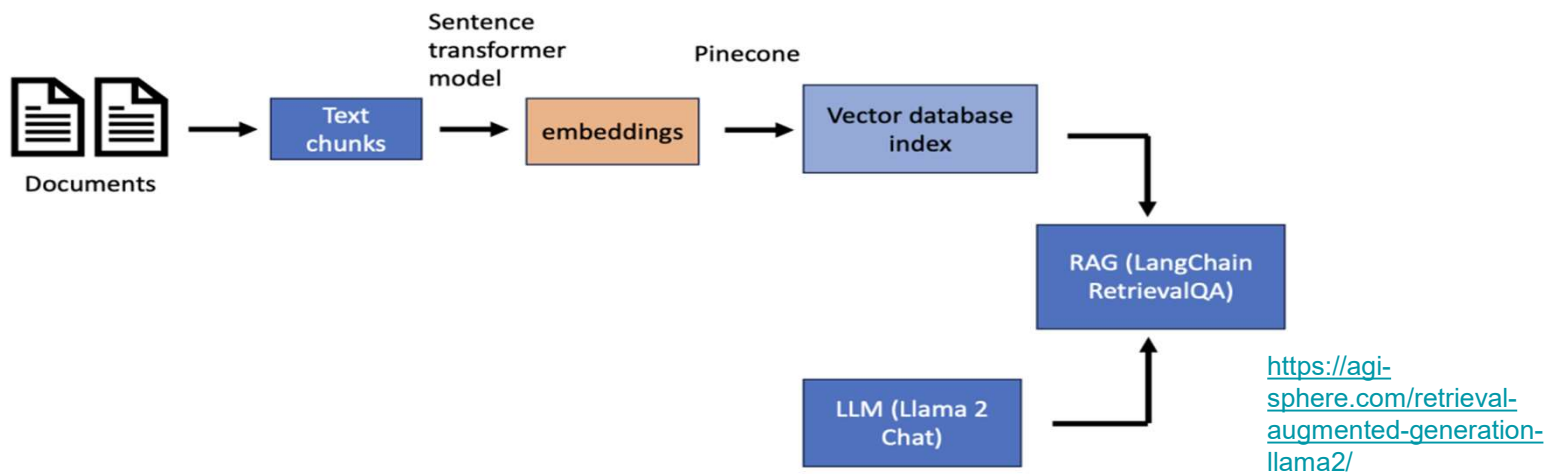 Sentence
transformer
model
Pinecone
Documents
Text
chunks
embeddings
Vector database
index
RAG (LangChain
RetrievalQA)
LLM (Llama 2
Chat)
https://agi-
sphere.com/retrieval-
augmented-generation-
llama2/